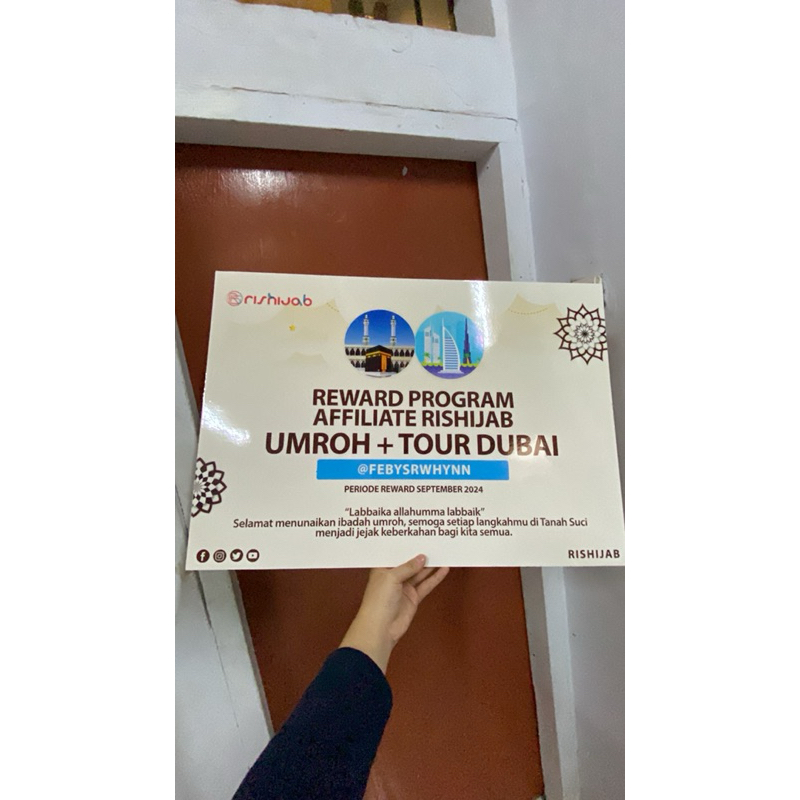 rishijab
REWARD PROGRAM
AFFILIATE RISHIJAB
UMROH + TOUR DUBAI
@FEBYSRWHYNN
PERIODE REWARD SEPTEMBER 2024
“Labbaika allahumma labbaik”
Selamat menunaikan ibadah umroh, semoga setiap langkahmu di Tanah Suci
menjadi jejak keberkahan bagi kita semua.
RISHIJAB